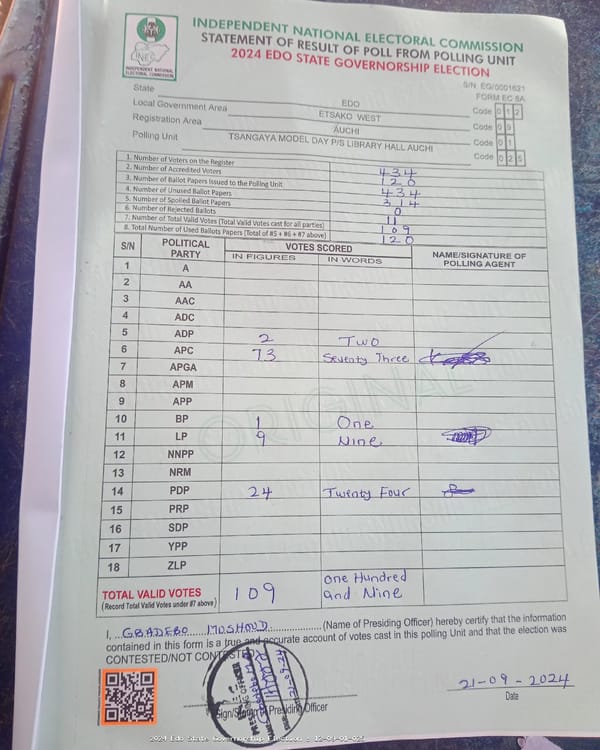 INDEPENDENT NATIONAL ELECTORAL COMMISSION
STATEMENT OF RESULT OF POLL FROM POLLING UNIT
2024 EDO STATE GOVERNORSHIP ELECTION
INEC
INDEPENDENT NATIONAL
ELECTORAL COMMISSION
S/N: EG/0001621
FORM EC 8A
State EDO Code 0 1 2
Local Government Area ETSAKO WEST Code 0 9
Registration Area AUCHI Code 0 1
Polling Unit TSANGAYA MODEL DAY P/S LIBRARY HALL AUCHI Code 0 2 5
1. Number of Voters on the Register 434
2. Number of Accredited Voters 120
3. Number of Ballot Papers Issued to the Polling Unit 434
4. Number of Unused Ballot Papers 314
5. Number of Spoiled Ballot Papers 0
6. Number of Rejected Ballots 11
7. Number of Total Valid Votes (Total Valid Votes cast for all parties) 109
8. Total Number of Used Ballots Papers (Total of #5 + #6 + #7 above) 120
S/N POLITICAL PARTY VOTES SCORED NAME/SIGNATURE OF POLLING AGENT
IN FIGURES IN WORDS
1 A
2 AA
3 AAC
4 ADC
5 ADP 2 Two
6 APC 73 Seventy Three
7 APGA
8 APM
9 APP
10 BP 1 One
11 LP 9 Nine
12 NNPP
13 NRM
14 PDP 24 Twenty Four
15 PRP
16 SDP
17 YPP
18 ZLP
ORIGINAL
TOTAL VALID VOTES 109 one Hundred
(Record Total Valid Votes under #7 above) and Nine
I, GBADEBO MOSHOOD (Name of Presiding Officer) hereby certify that the information
contained in this form is a true and accurate account of votes cast in this polling Unit and that the election was
CONTESTED/NOT CONTESTED
21-09-2024
Sign/Stamp Presiding Officer Date
2024 Edo State Governorship Election - 12-09-01-025